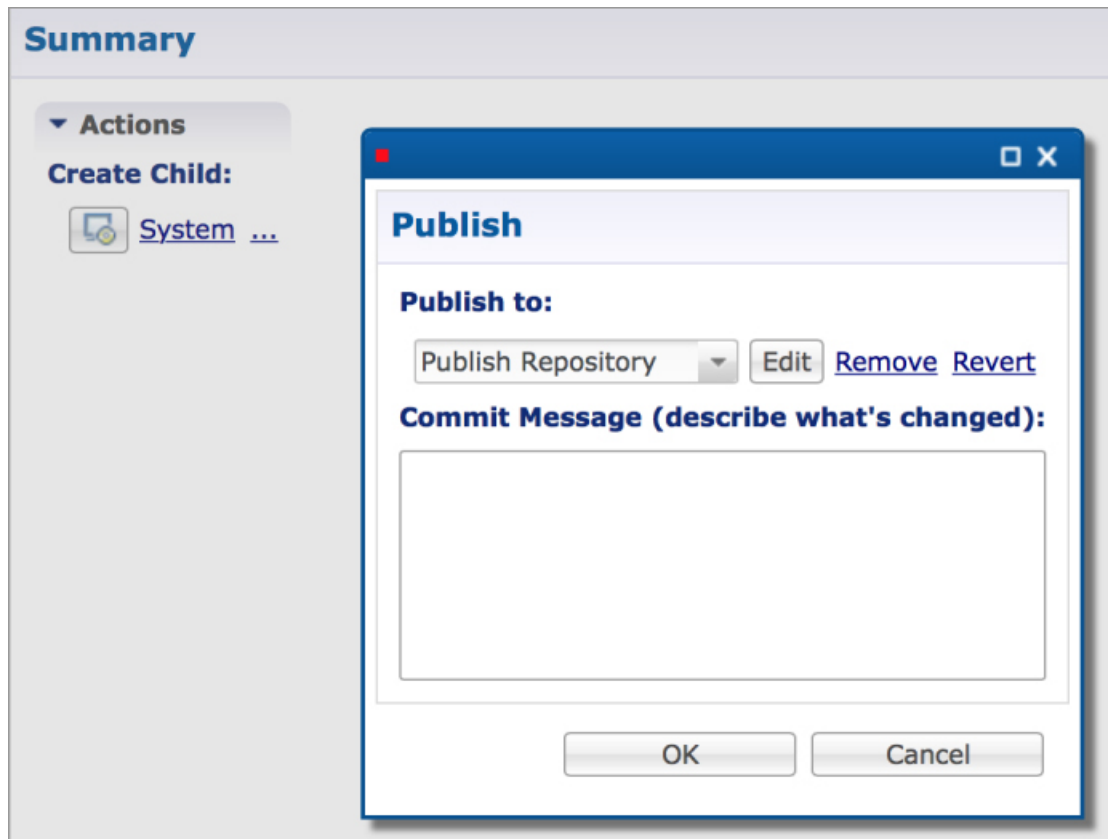 Summary
Actions
Create Child:
System ...
Publish
Publish to:
Publish Repository Edit Remove Revert
Commit Message (describe what's changed):
OK Cancel